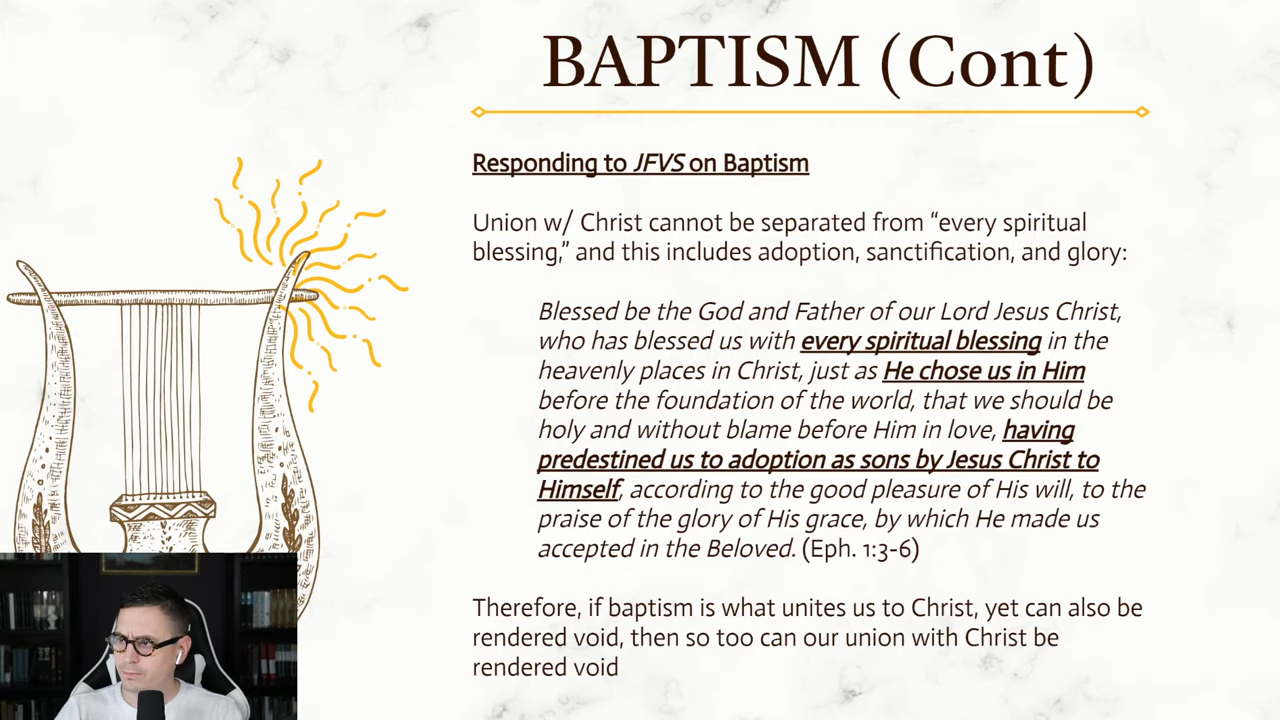 BAPTISM (Cont)
Responding to JFVS on Baptism
Union w/ Christ cannot be separated from “every spiritual
blessing,” and this includes adoption, sanctification, and glory:
Blessed be the God and Father of our Lord Jesus Christ,
who has blessed us with every spiritual blessing in the
heavenly places in Christ, just as He chose us in Him
before the foundation of the world, that we should be
holy and without blame before Him in love, having
predestined us to adoption as sons by Jesus Christ to
Himself, according to the good pleasure of His will, to the
praise of the glory of His grace, by which He made us
accepted in the Beloved. (Eph. 1:3-6)
Therefore, if baptism is what unites us to Christ, yet can also be
rendered void, then so too can our union with Christ be
rendered void